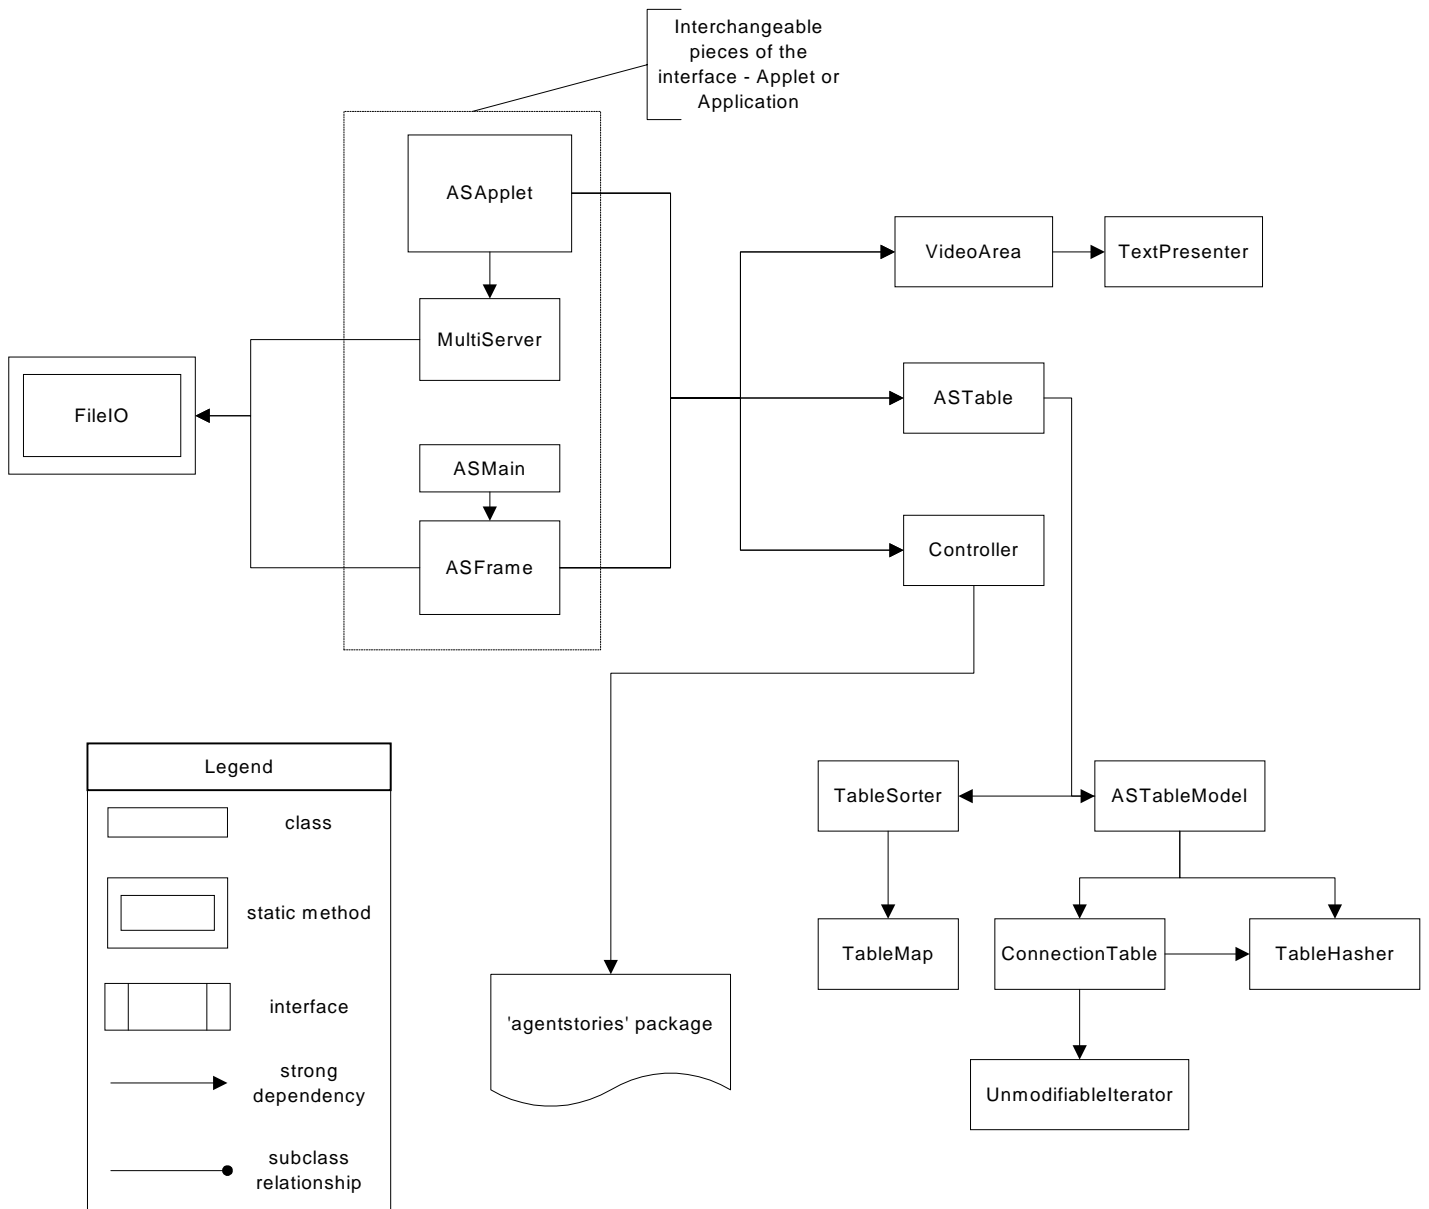 Interchangeable
pieces of the
interface - Applet or
Application
ASApplet
VideoArea
TextPresenter
MultiServer
FileIO
ASTable
ASMain
Controller
ASFrame
Legend
class
static method
interface
strong
dependency
subclass
relationship
TableSorter
ASTableModel
TableMap
ConnectionTable
TableHasher
'agentstories' package
UnmodifiableIterator